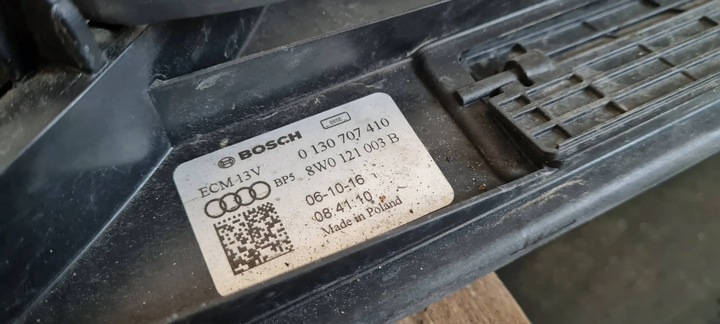 BOSCH 0 130 707 410
ECM 13V BP5 8W0 121 003 B
06-10-16
08:41:10
Made in Poland